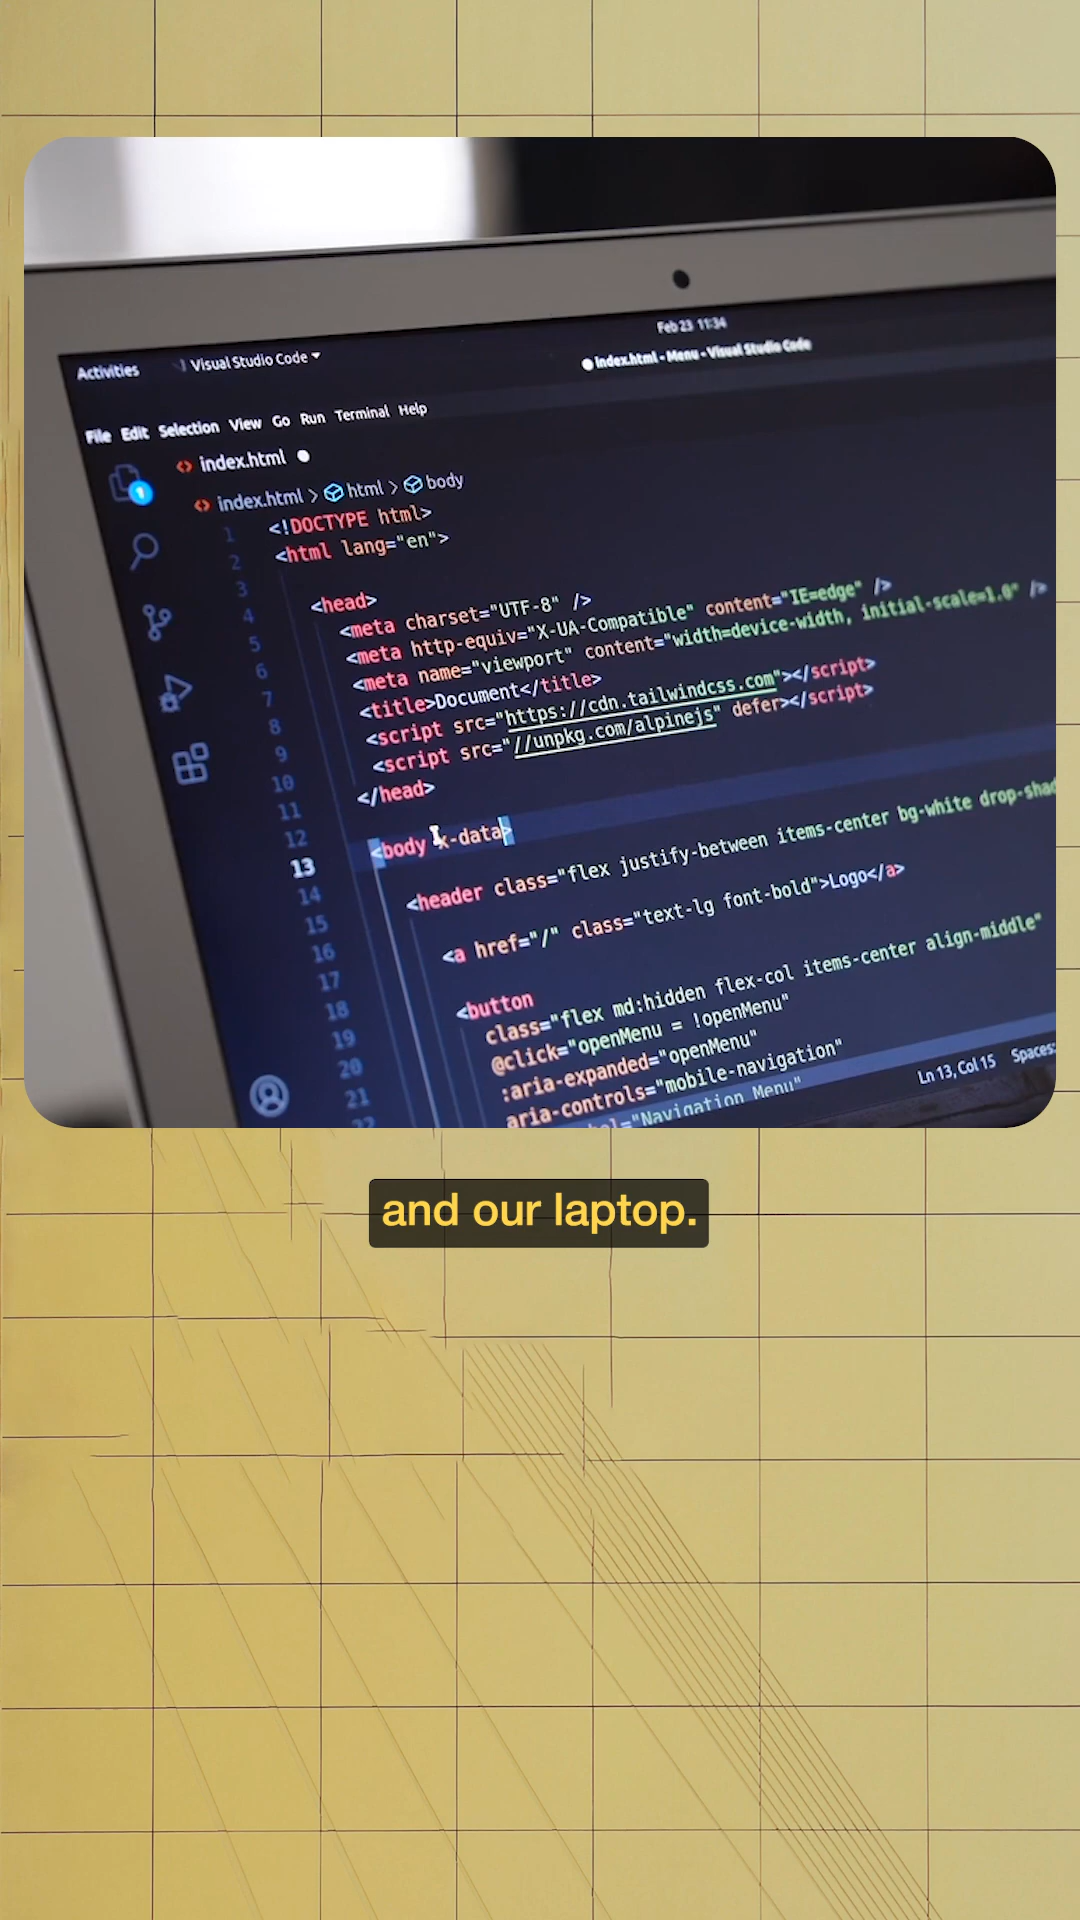 Feb 23 11:34
Activities
Visual Studio Code
index.html - Menu - Visual Studio Code
File Edit Selection View Go Run Terminal Help
index.html
index.html > html > body
1 <!DOCTYPE html>
2 <html lang="en">
3
4 <head>
5 <meta charset="UTF-8" />
6 <meta http-equiv="X-UA-Compatible" content="IE=edge" />
7 <meta name="viewport" content="width=device-width, initial-scale=1.0" />
8 <title>Document</title>
9 <script src="https://cdn.tailwindcss.com"></script>
10 <script src="//unpkg.com/alpinejs" defer></script>
11 </head>
12
13 <body x-data>
14
15 <header class="flex justify-between items-center bg-white drop-shad
16
17 <a href="/" class="text-lg font-bold">Logo</a>
18
19 <button
20 class="flex md:hidden flex-col items-center align-middle"
21 @click="openMenu = !openMenu"
22 :aria-expanded="openMenu"
aria-controls="mobile-navigation"
"Navigation Menu"
Ln 13, Col 15 Spaces:
and our laptop.